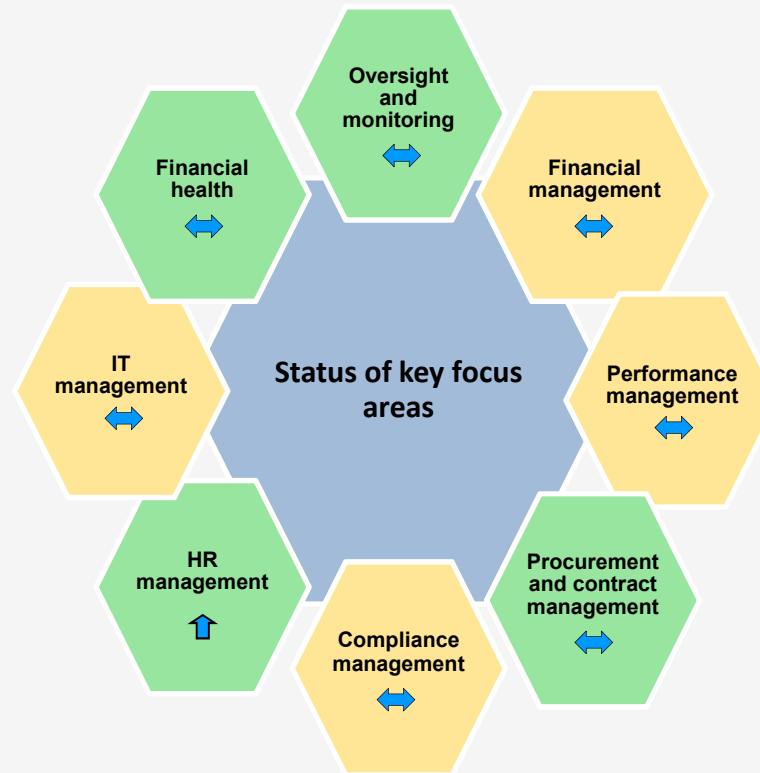 Oversight
and
monitoring
Financial
health
Financial
management
IT
management
Status of key focus
areas
Performance
management
HR
management
Procurement
and contract
management
Compliance
management